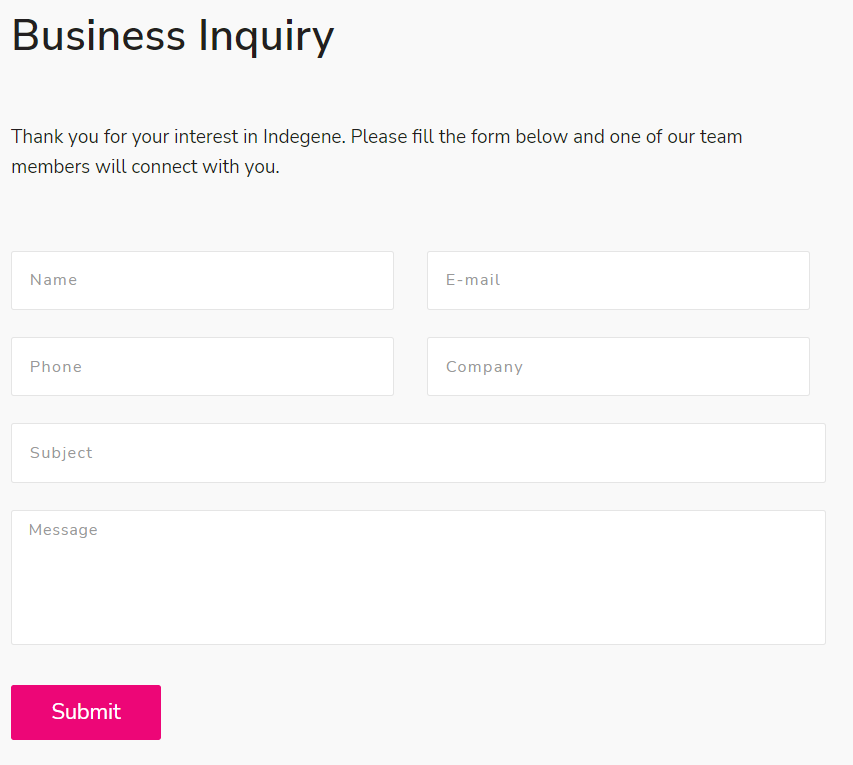 Business Inquiry
Thank you for your interest in Indegene. Please fill the form below and one of our team
members will connect with you.
Name
E-mail
Phone
Company
Subject
Message
Submit